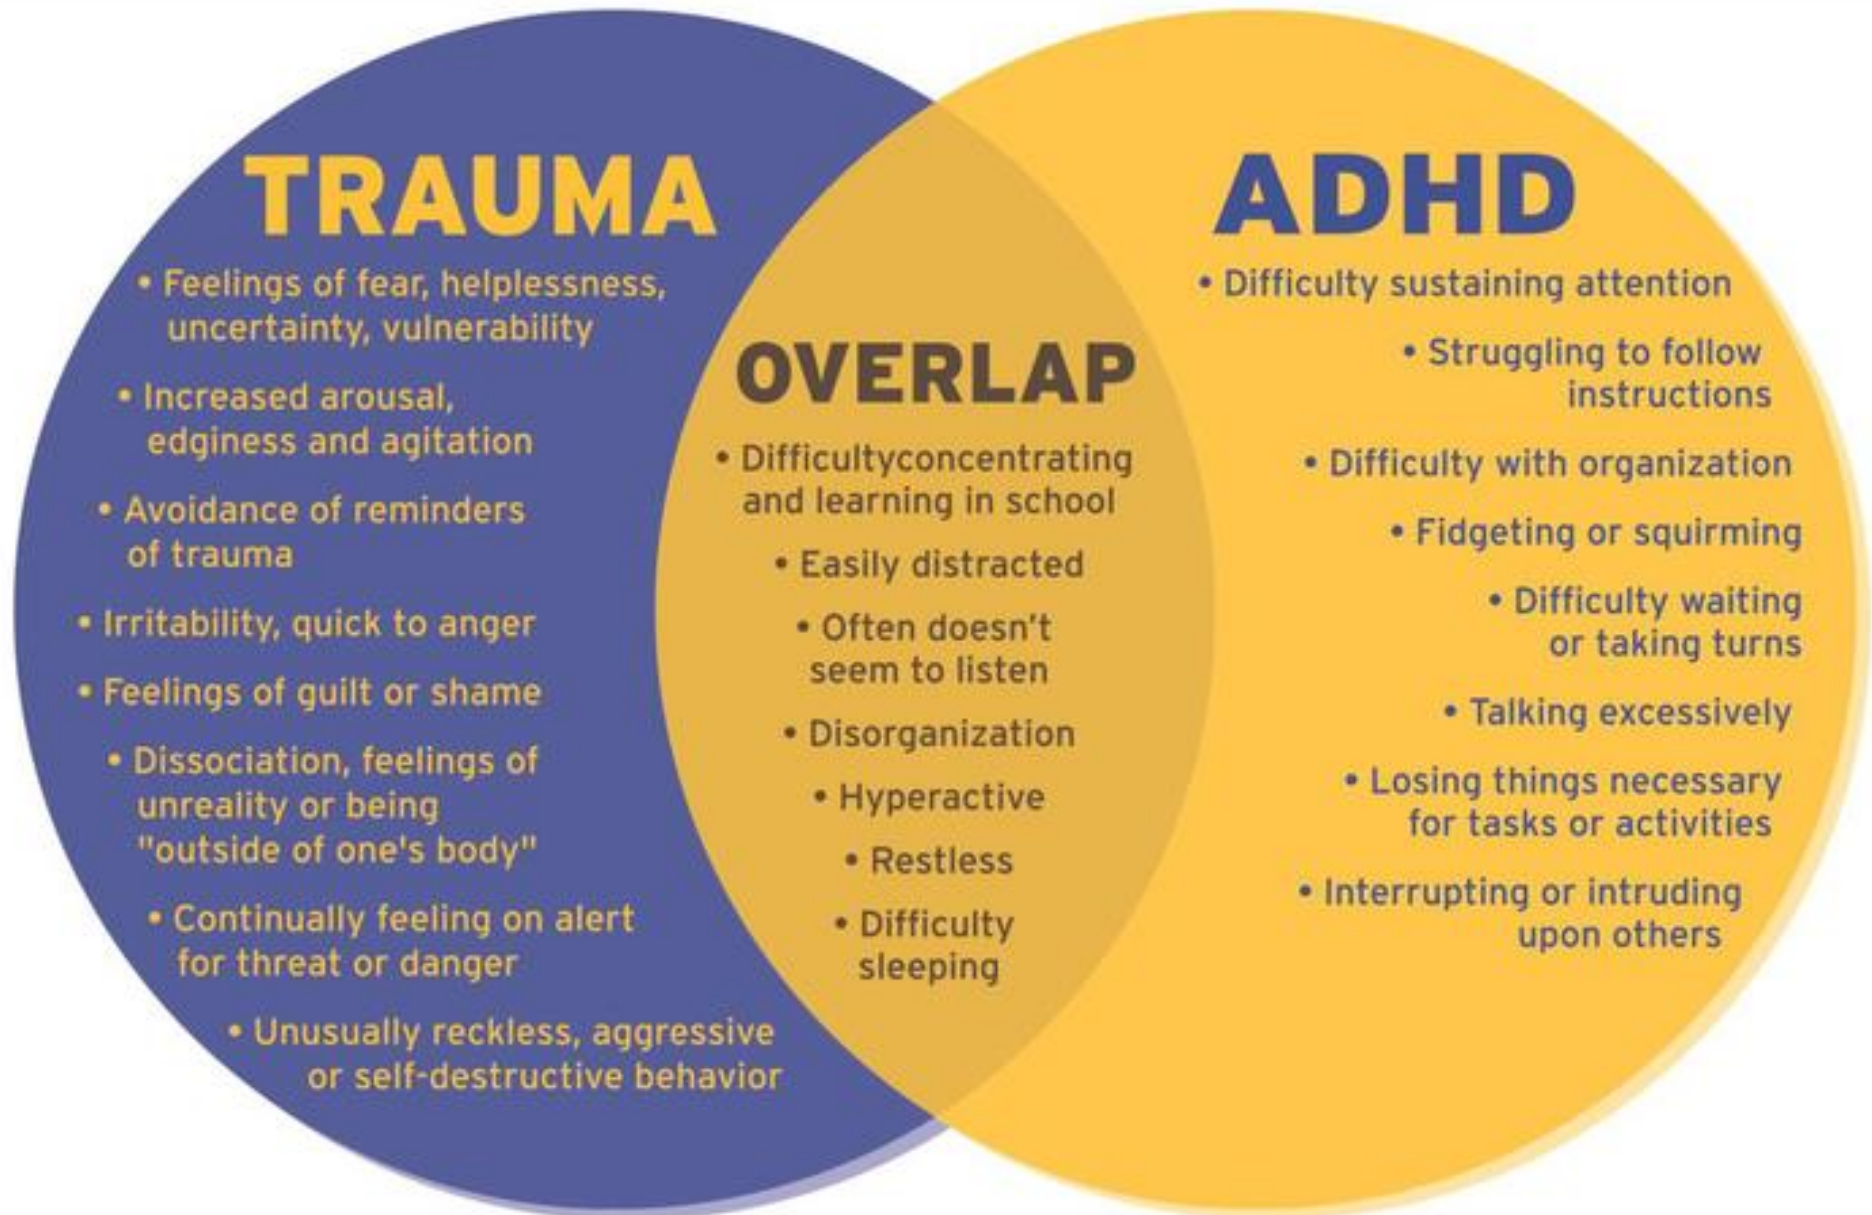 TRAUMA
• Feelings of fear, helplessness,
uncertainty, vulnerability
• Increased arousal,
edginess and agitation
• Avoidance of reminders
of trauma
• Irritability, quick to anger
• Feelings of guilt or shame
• Dissociation, feelings of
unreality or being
"outside of one's body"
• Continually feeling on alert
for threat or danger
• Unusually reckless, aggressive
or self-destructive behavior
OVERLAP
• Difficultyconcentrating
and learning in school
• Easily distracted
• Often doesn't
seem to listen
• Disorganization
• Hyperactive
• Restless
• Difficulty
sleeping
ADHD
• Difficulty sustaining attention
• Struggling to follow
instructions
• Difficulty with organization
• Fidgeting or squirming
• Difficulty waiting
or taking turns
• Talking excessively
• Losing things necessary
for tasks or activities
• Interrupting or intruding
upon others